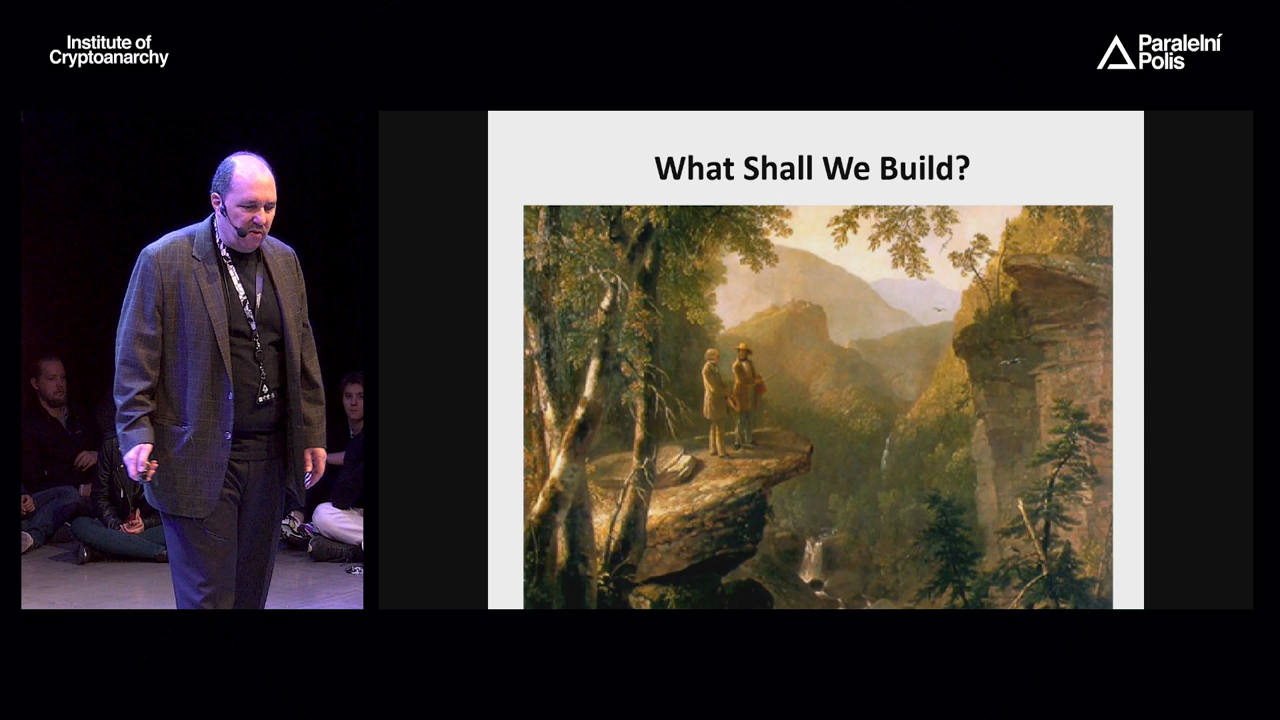 Institute of
Cryptoanarchy
Paralelní
Polis
What Shall We Build?